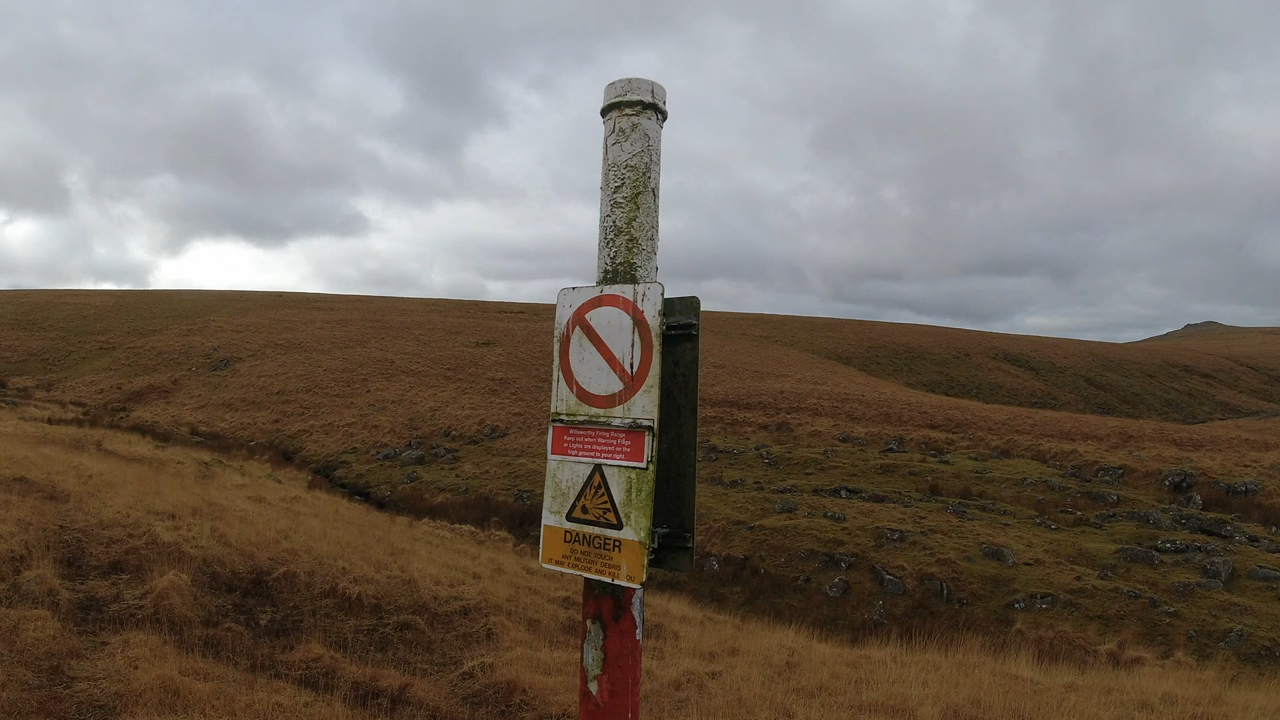 Willsworthy Firing Range
Keep out when Warning Flags
or Lights are displayed on the
high ground to your right
DANGER
DO NOT TOUCH
ANY MILITARY DEBRIS
IT MAY EXPLODE AND KILL OU